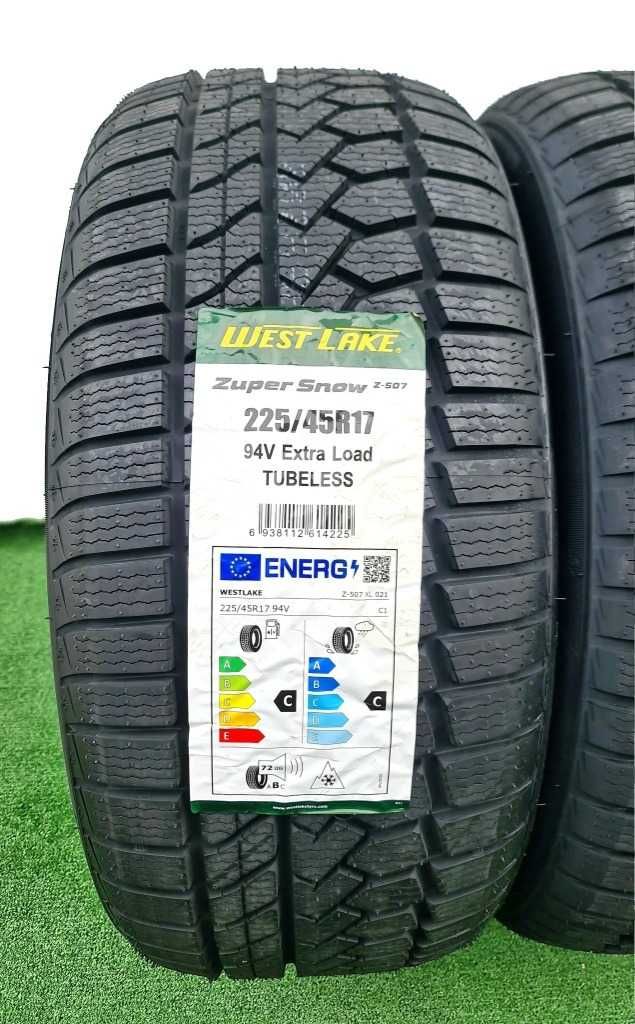 WEST LAKE®
Zuper Snow Z-507
225/45R17
94V Extra Load
TUBELESS
6 938112 614225
ENERG
WESTLAKE Z-507 XL 021
225/45R17 94V C1
A A
B B
C C C C
D D
E E
72 dB
ABC